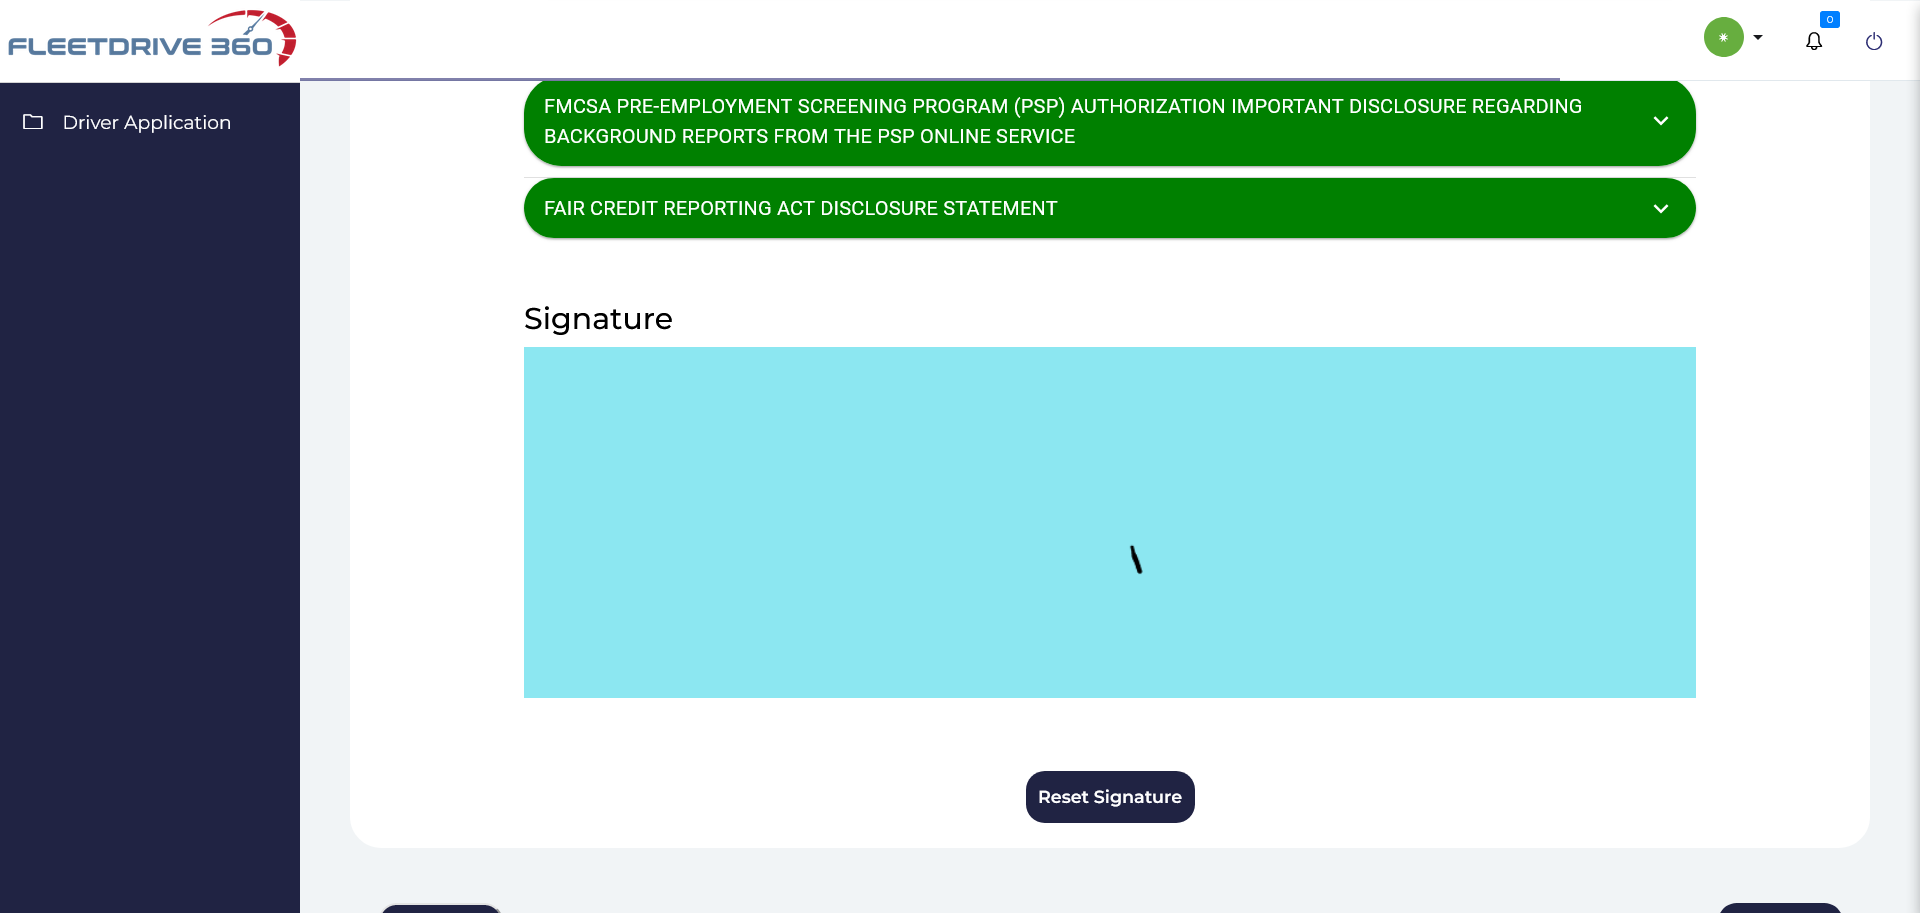 FLEETDRIVE 360
0
Driver Application
FMCSA PRE-EMPLOYMENT SCREENING PROGRAM (PSP) AUTHORIZATION IMPORTANT DISCLOSURE REGARDING
BACKGROUND REPORTS FROM THE PSP ONLINE SERVICE
FAIR CREDIT REPORTING ACT DISCLOSURE STATEMENT
Signature
Reset Signature